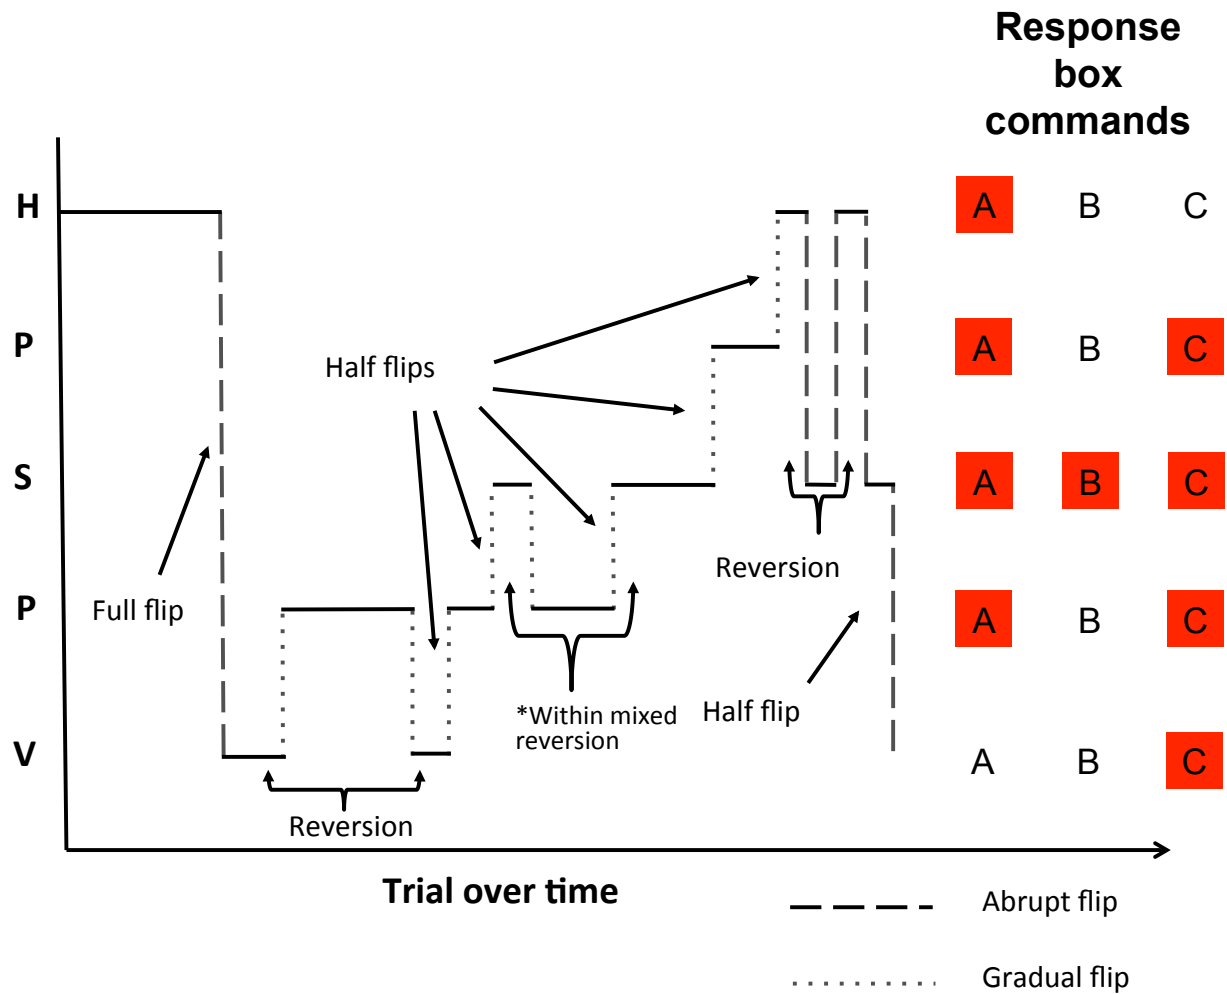 Response
box
commands
H
A B C
P
A B C
Half flips
S
A B C
Reversion
P
Full flip
A B C
*Within mixed
reversion
Half flip
V
A B C
Reversion
Trial over time
Abrupt flip
Gradual flip